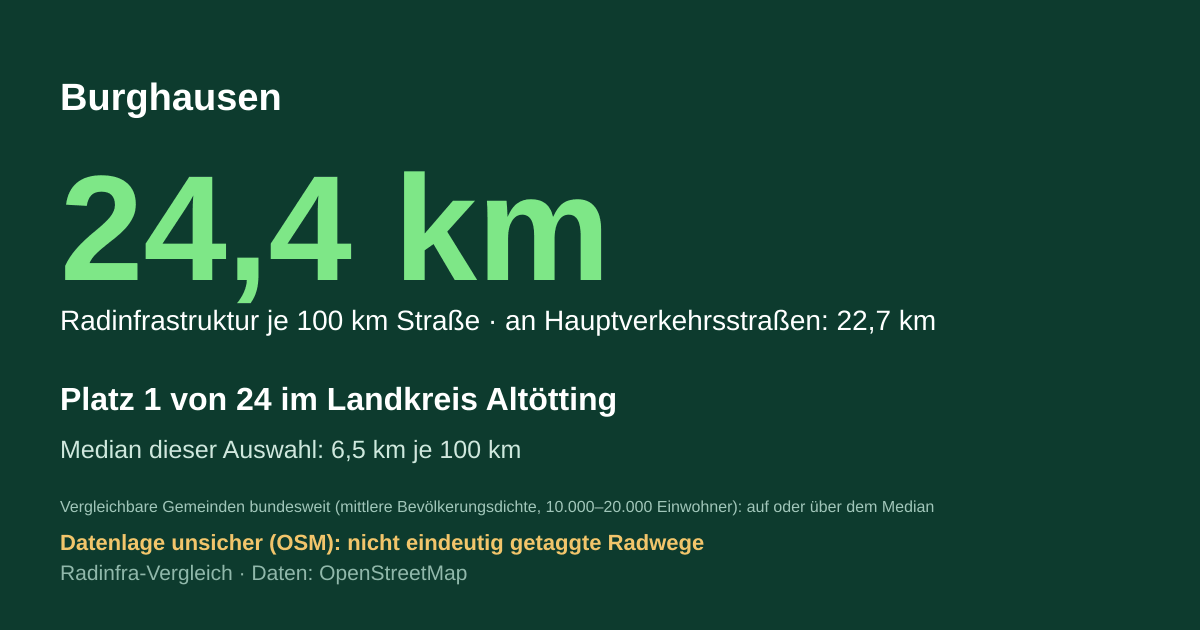 Burghausen
24,4 km
Radinfrastruktur je 100 km Straße · an Hauptverkehrsstraßen: 22,7 km
Platz 1 von 24 im Landkreis Altötting
Median dieser Auswahl: 6,5 km je 100 km
Vergleichbare Gemeinden bundesweit (mittlere Bevölkerungsdichte, 10.000–20.000 Einwohner): auf oder über dem Median
Datenlage unsicher (OSM): nicht eindeutig getaggte Radwege
Radinfra-Vergleich · Daten: OpenStreetMap